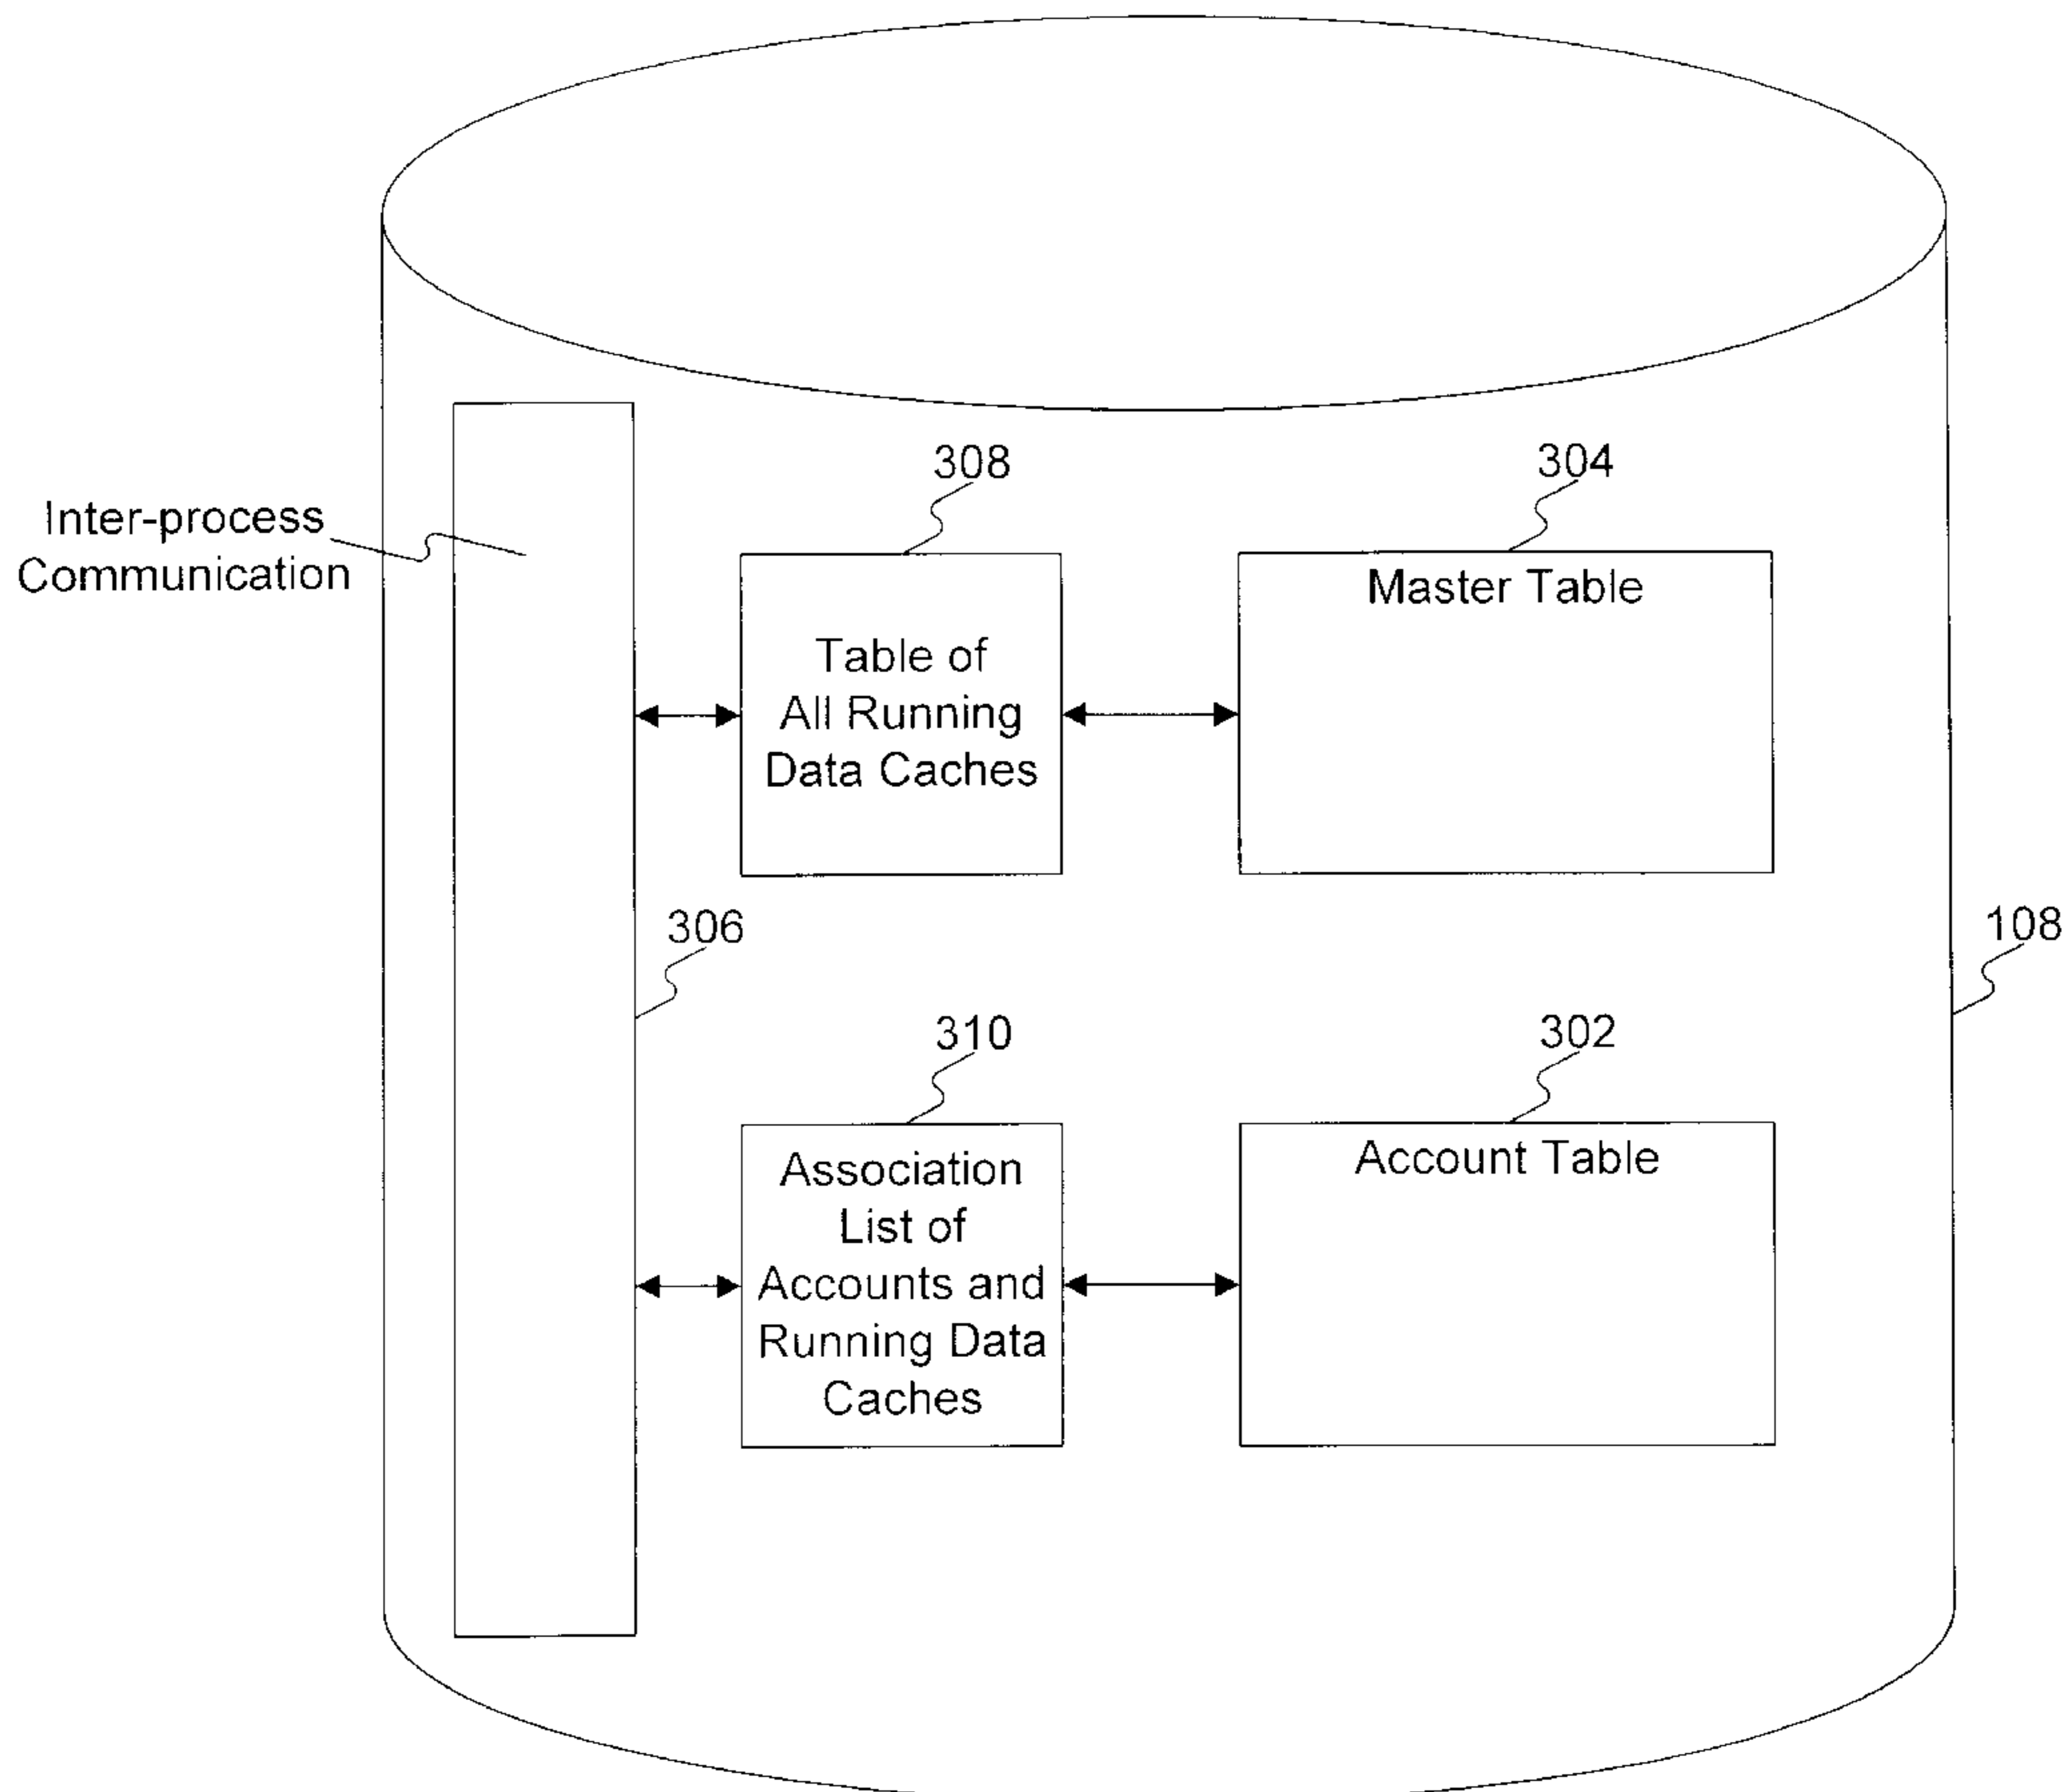 308
304
Inter-process
Communication
Master Table
Table of
All Running
Data Caches
306
108
310
302
Association
List of
Accounts and
Running Data
Caches
Account Table